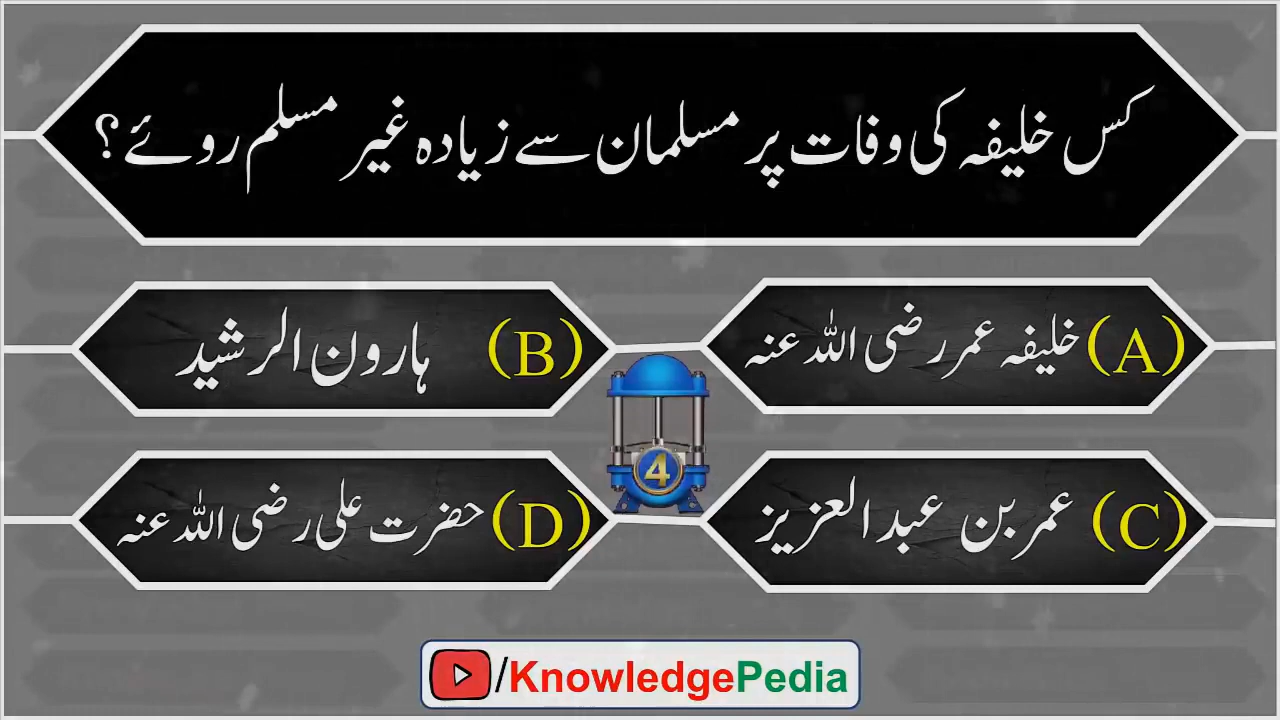 کس خلیفہ کی وفات پر مسلمان سے زیادہ غیر مسلم روئے؟
(A) خلیفہ عمر رضی اللہ عنہ
(B) ہارون الرشید
4
(C) عمر بن عبدالعزیز
(D) حضرت علی رضی اللہ عنہ
/KnowledgePedia